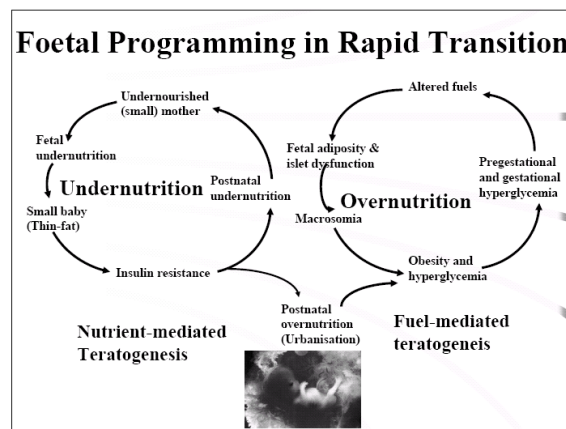 Foetal Programming in Rapid Transition
Undernourished
(small) mother
Fetal
undernutrition
Undernutrition
Postnatal
undernutrition
Small baby
(Thin-fat)
Insulin resistance
Nutrient-mediated
Teratogenesis
Postnatal
overnutrition
(Urbanisation)
Altered fuels
Fetal adiposity &
islet dysfunction
Pregestational
and gestational
hyperglycemia
Overnutrition
Macrosomia
Obesity and
hyperglycemia
Fuel-mediated
teratogeneis